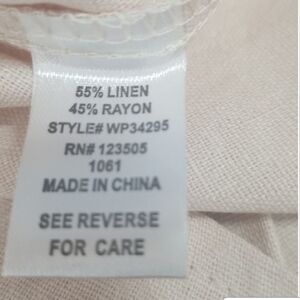 55% LINEN
45% RAYON
STYLE# WP34295
RN# 123505
1061
MADE IN CHINA
SEE REVERSE
FOR CARE